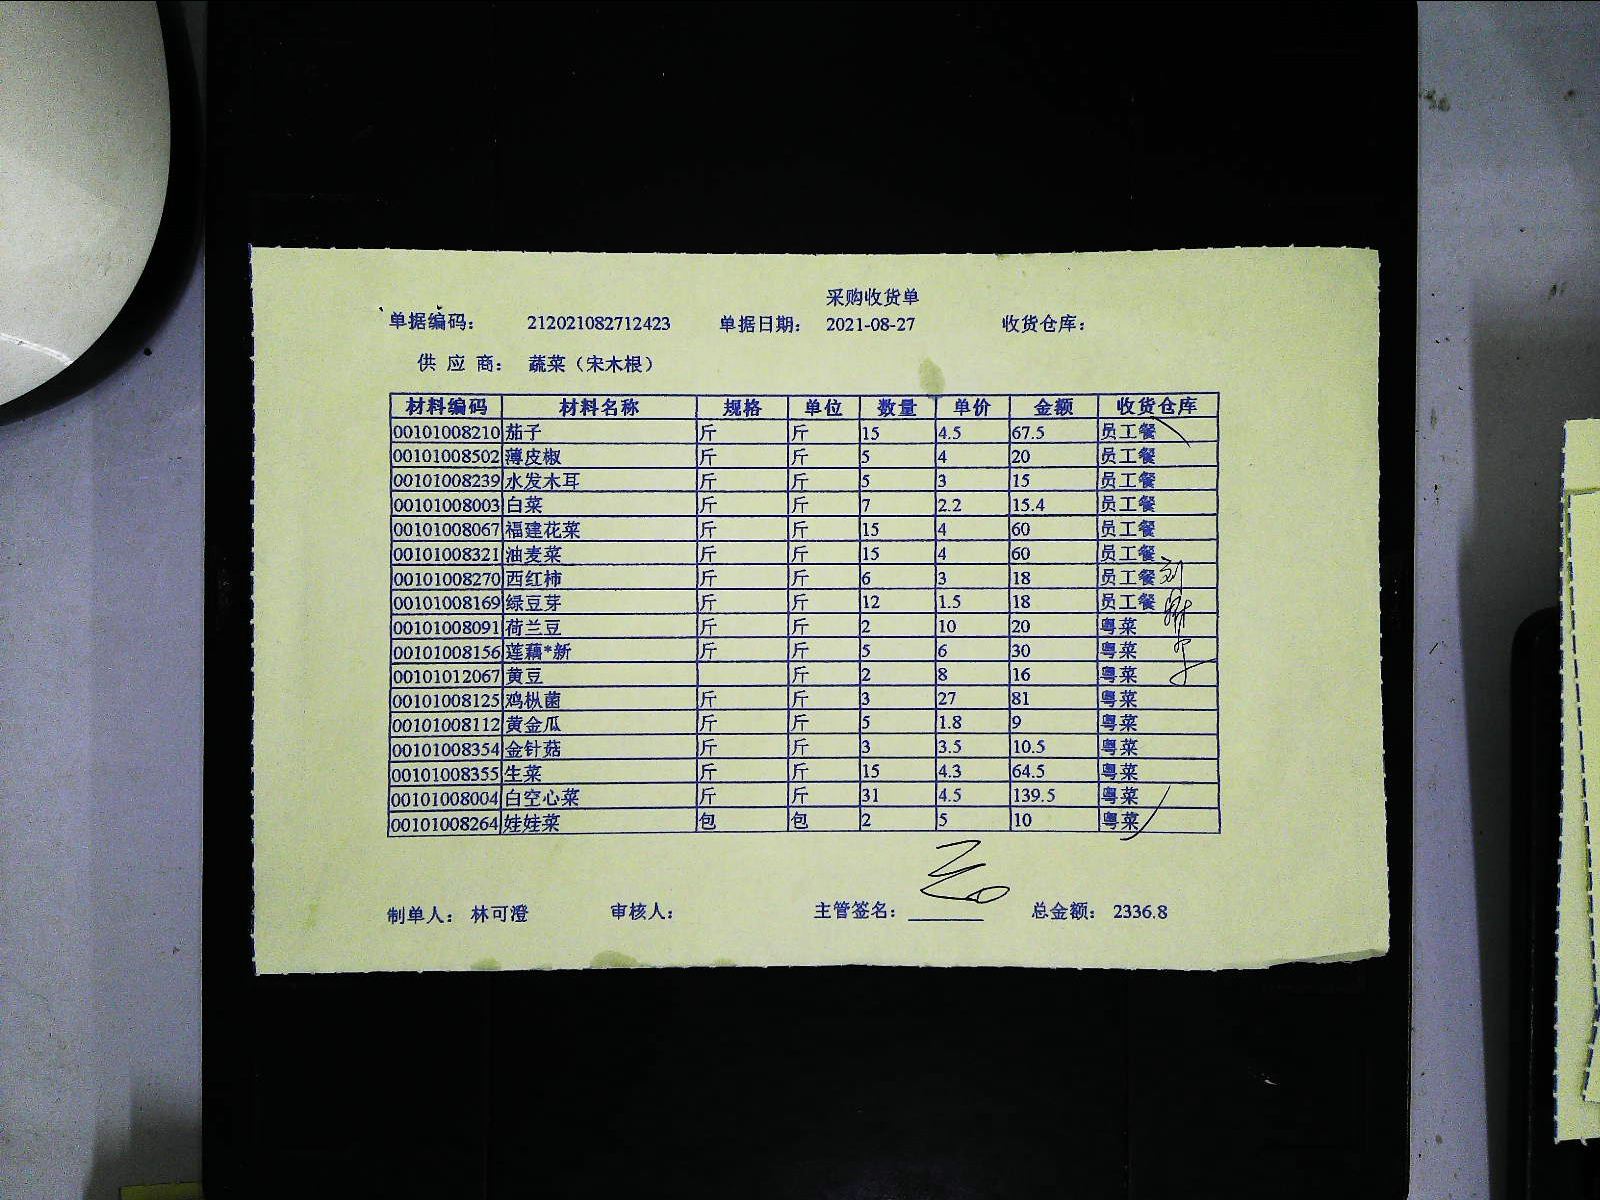 采购收货单
单据编码： 212021082712423 单据日期： 2021-08-27 收货仓库：
供 应 商： 蔬菜（宋木根）
材料编码 材料名称 规格 单位 数量 单价 金额 收货仓库
00101008210 茄子 斤 斤 15 4.5 67.5 员工餐
00101008502 薄皮椒 斤 斤 5 4 20 员工餐
00101008239 水发木耳 斤 斤 5 3 15 员工餐
00101008003 白菜 斤 斤 7 2.2 15.4 员工餐
00101008067 福建花菜 斤 斤 15 4 60 员工餐
00101008321 油麦菜 斤 斤 15 4 60 员工餐
00101008270 西红柿 斤 斤 6 3 18 员工餐
00101008169 绿豆芽 斤 斤 12 1.5 18 员工餐
00101008091 荷兰豆 斤 斤 2 10 20 粤菜
00101008156 莲藕*新 斤 斤 5 6 30 粤菜
00101012067 黄豆 斤 2 8 16 粤菜
00101008125 鸡枞菌 斤 斤 3 27 81 粤菜
00101008112 黄金瓜 斤 斤 5 1.8 9 粤菜
00101008354 金针菇 斤 斤 3 3.5 10.5 粤菜
00101008355 生菜 斤 斤 15 4.3 64.5 粤菜
00101008004 白空心菜 斤 斤 31 4.5 139.5 粤菜
00101008264 娃娃菜 包 包 2 5 10 粤菜
制单人： 林可澄 审核人： 主管签名： 总金额： 2336.8